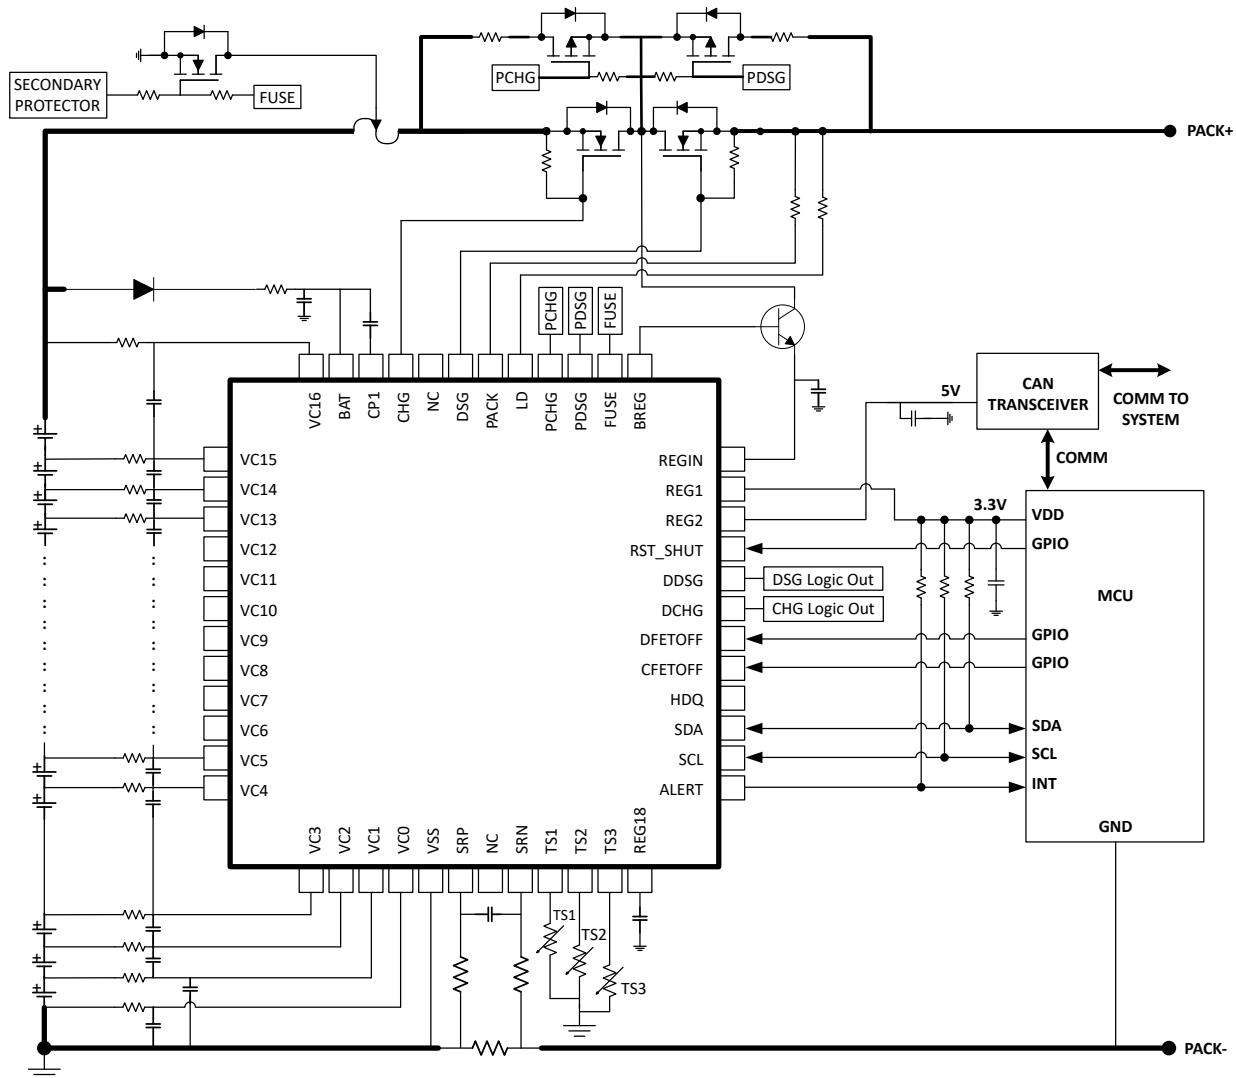 SECONDARY
PROTECTOR
FUSE
PCHG
PDSG
PACK+
PCHG
PDSG
FUSE
VC16
BAT
CP1
CHG
NC
DSG
PACK
LD
PCHG
PDSG
FUSE
BREG
5V
CAN
TRANSCEIVER
COMM TO
SYSTEM
COMM
VC15
VC14
VC13
VC12
VC11
VC10
VC9
VC8
VC7
VC6
VC5
VC4
REGIN
REG1
REG2
RST_SHUT
DDSG
DCHG
DFETOFF
CFETOFF
HDQ
SDA
SCL
ALERT
DSG Logic Out
CHG Logic Out
3.3V
VDD
GPIO
MCU
GPIO
GPIO
SDA
SCL
INT
GND
VC3
VC2
VC1
VC0
VSS
SRP
NC
SRN
TS1
TS2
TS3
REG18
TS1
TS2
TS3
PACK-